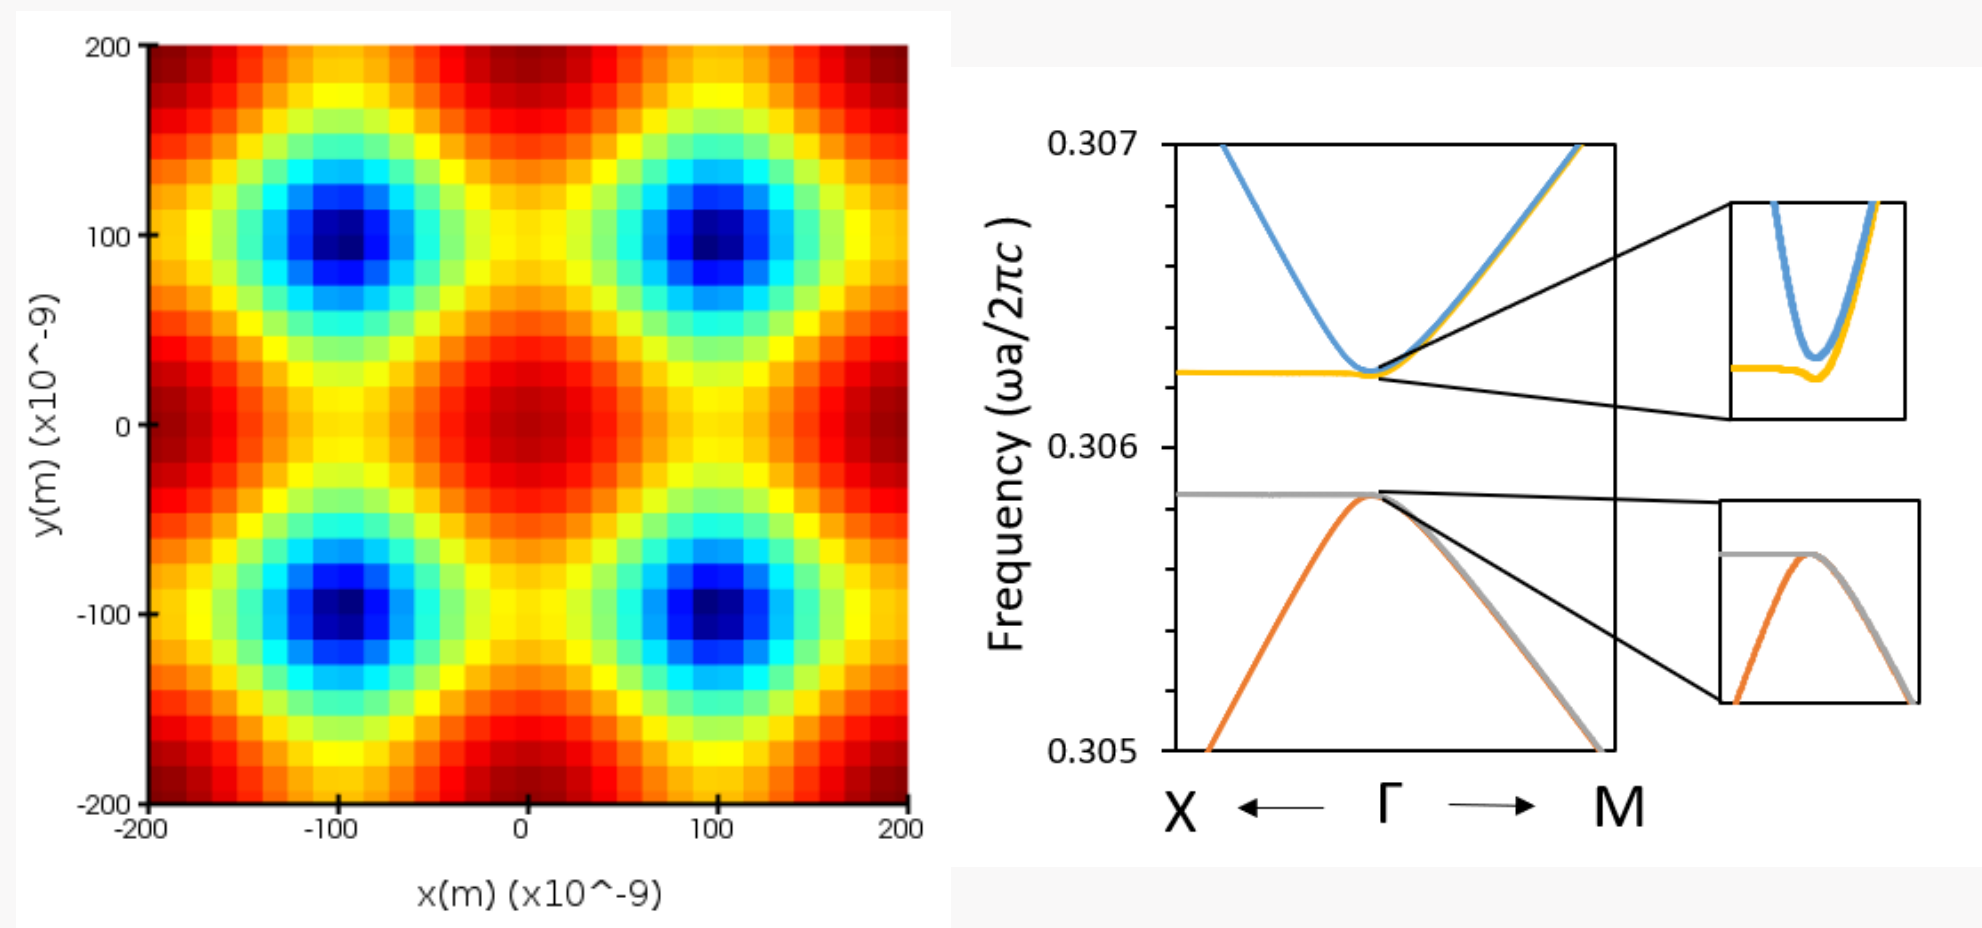 200
100
0
-100
-200
-200 -100 0 100 200
y(m) (x10^-9)
x(m) (x10^-9)
Frequency (ωa/2πc )
0.307
0.306
0.305
X Γ M